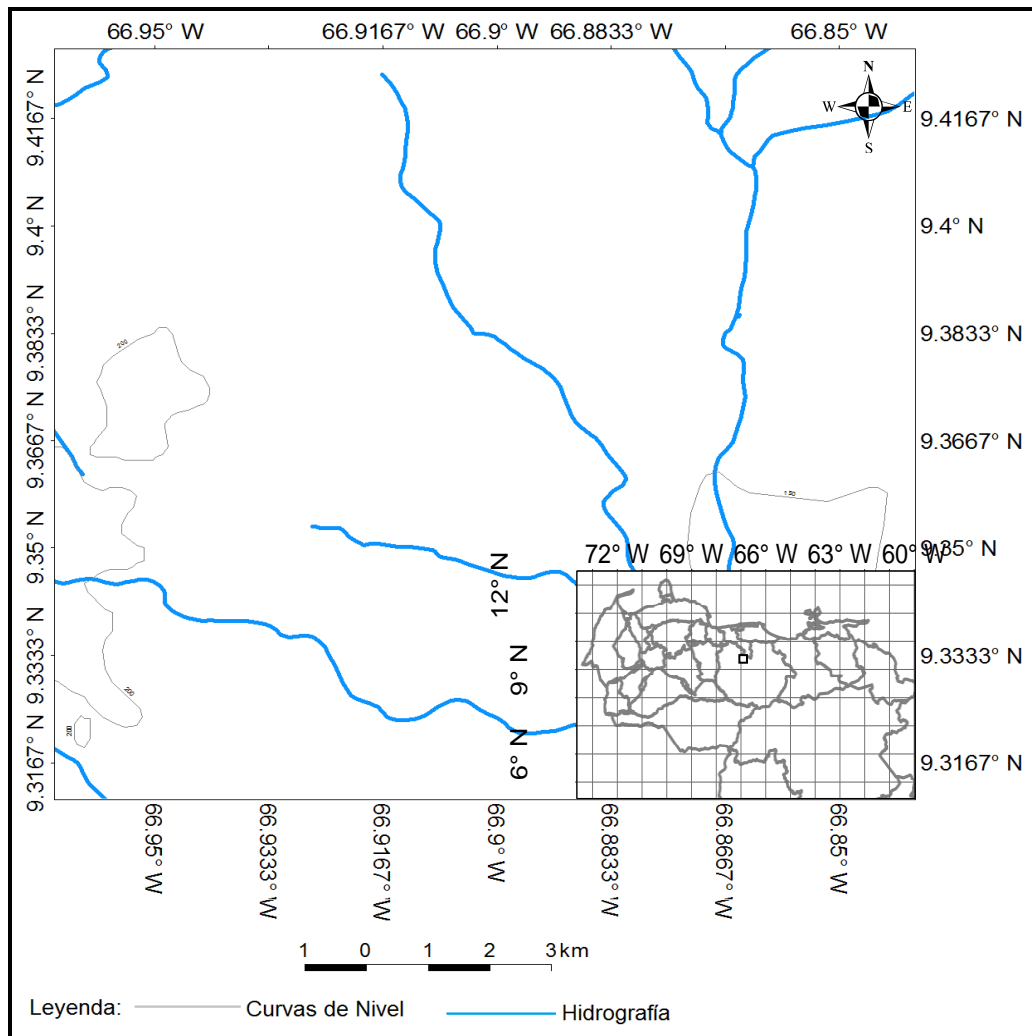 66.95° W 66.9167° W 66.9° W 66.8833° W 66.85° W
N
W E
S
9.4167° N 9.4167° N
9.4° N 9.4° N
9.3833° N 9.3833° N
200
9.3667° N 9.3667° N
150
9.35° N 9.35° N
72° W 69° W 66° W 63° W 60° W
12° N
9.3333° N 9° N 9.3333° N
200
200
9.3167° N 6° N 9.3167° N
66.95° W 66.9333° W 66.9167° W 66.9° W 66.8833° W 66.8667° W 66.85° W
1 0 1 2 3 km
Leyenda: Curvas de Nivel Hidrografía